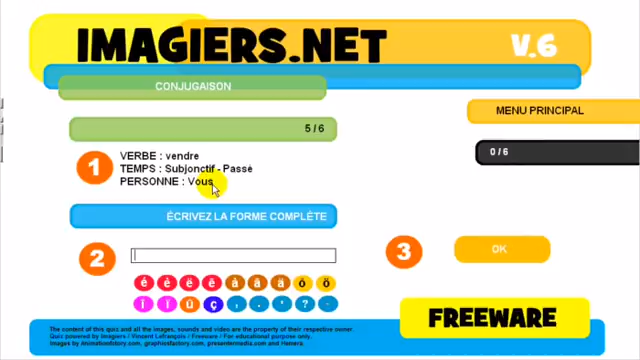 IMAGIERS.NET
V.6
CONJUGAISON
MENU PRINCIPAL
5 / 6
0 / 6
1
VERBE : vendre
TEMPS : Subjonctif - Passé
PERSONNE : Vous
ÉCRIVEZ LA FORME COMPLÈTE
2
3
OK
é è ê ë à â ä ô ö
î ï û ç , - ' ? ·
FREEWARE
The content of this quiz and all the images, sounds and video are the property of their respective owner.
Quiz powered by Imagiers / Vincent Lefrançois / Freeware / For educational purpose only.
Images by Animationfstory.com, graphicsfactory.com, presentermedia.com and Hemera.